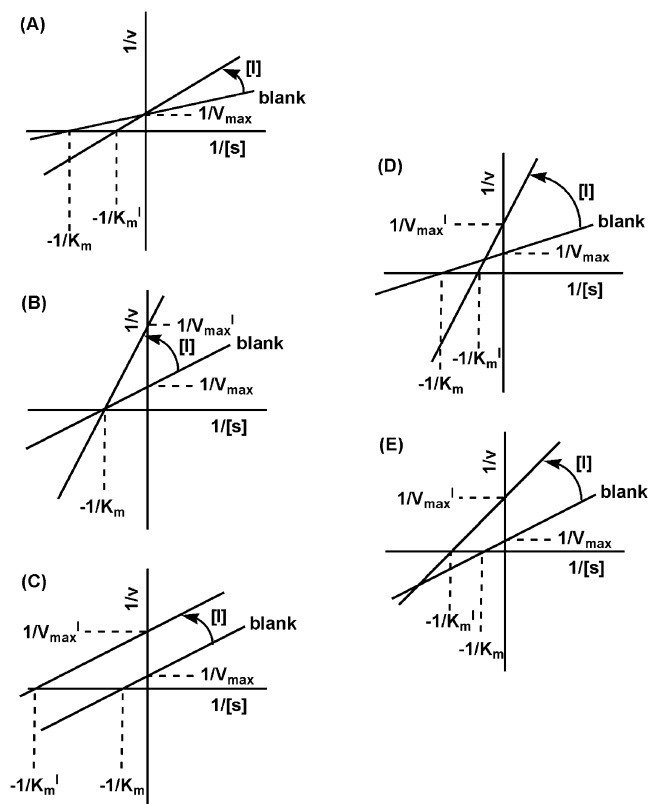 (A)
1/v
[I]
blank
1/Vmax
1/[s]
-1/KmI
-1/Km
(B)
1/v
1/VmaxI
[I]
blank
1/Vmax
1/[s]
-1/Km
(C)
1/v
1/VmaxI
[I]
blank
1/Vmax
1/[s]
-1/KmI
-1/Km
(D)
1/v
[I]
1/VmaxI
blank
1/Vmax
1/[s]
-1/KmI
-1/Km
(E)
1/v
[I]
1/VmaxI
blank
1/Vmax
1/[s]
-1/KmI
-1/Km